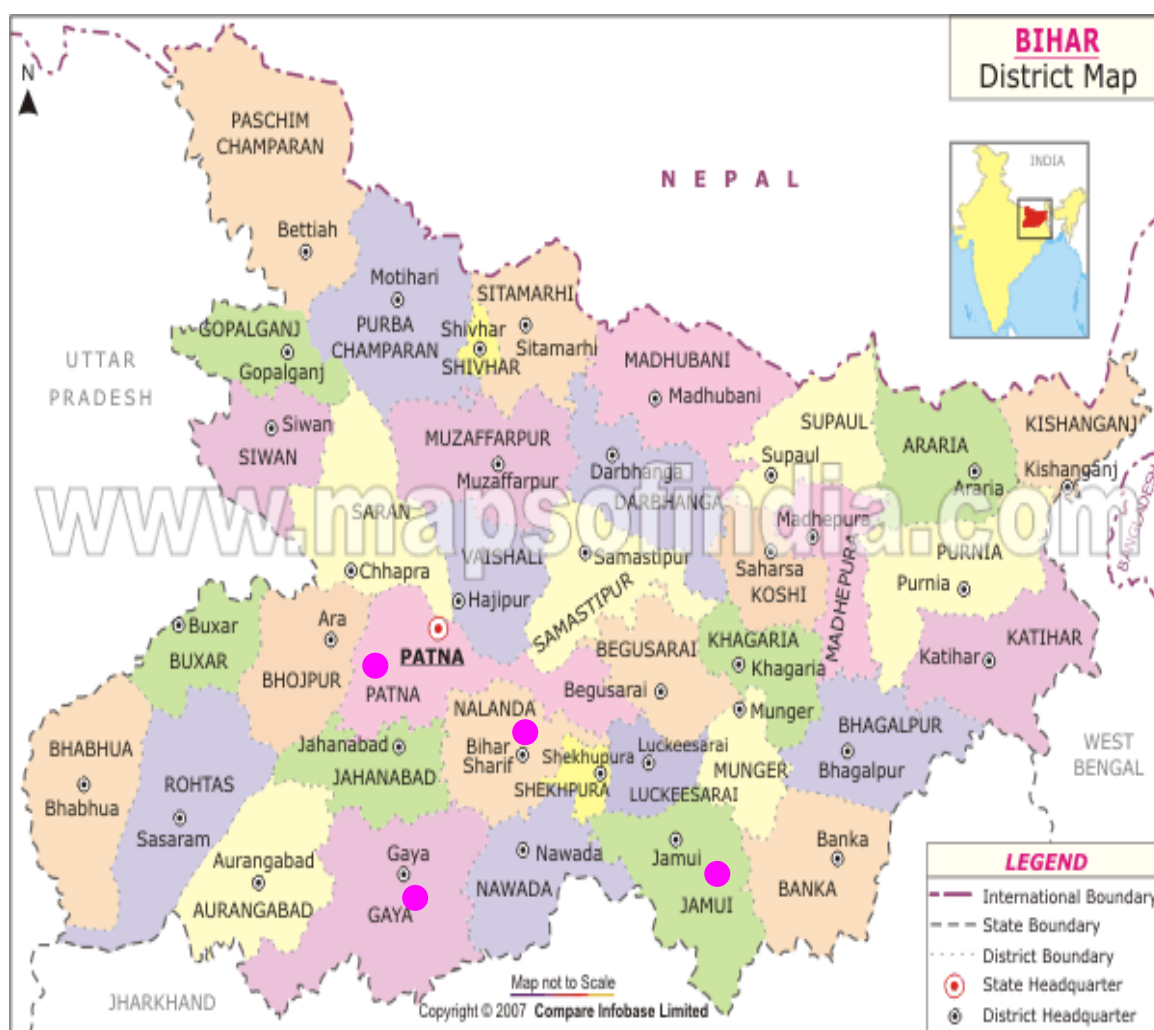 BIHAR
District Map
N
PASCHIM
CHAMPARAN
NEPAL
INDIA
Bettiah
Motihari
SITAMARHI
GOPALGANJ
PURBA
CHAMPARAN
Shivhar
Sitamarhi
SHIVHAR
UTTAR
PRADESH
Gopalganj
MADHUBANI
Madhubani
Siwan
SIWAN
MUZAFFARPUR
Muzaffarpur
Darbhanga
DARBHANGA
SUPAUL
Supaul
ARARIA
Araria
KISHANGANJ
Kishanganj
www.mapsofindia.com
BANGLADESH
SARAN
Chhapra
VAISHALI
Hajipur
Samastipur
SAMASTIPUR
Madhepura
MADHEPURA
Saharsa
KOSHI
PURNIA
Purnia
Buxar
BUXAR
Ara
BHOJPUR
PATNA
PATNA
BEGUSARAI
Begusarai
KHAGARIA
Khagaria
KATIHAR
Katihar
NALANDA
Bihar
Sharif
Munger
MUNGER
BHAGALPUR
Bhagalpur
WEST
BENGAL
BHABHUA
Bhabhua
ROHTAS
Sasaram
Jahanabad
JAHANABAD
Shekhupura
SHEKHPURA
Luckeesarai
LUCKEESARAI
Aurangabad
AURANGABAD
Gaya
GAYA
Nawada
NAWADA
Jamui
JAMUI
Banka
BANKA
JHARKHAND
Map not to Scale
Copyright © 2007 Compare Infobase Limited
LEGEND
International Boundary
State Boundary
District Boundary
State Headquarter
District Headquarter